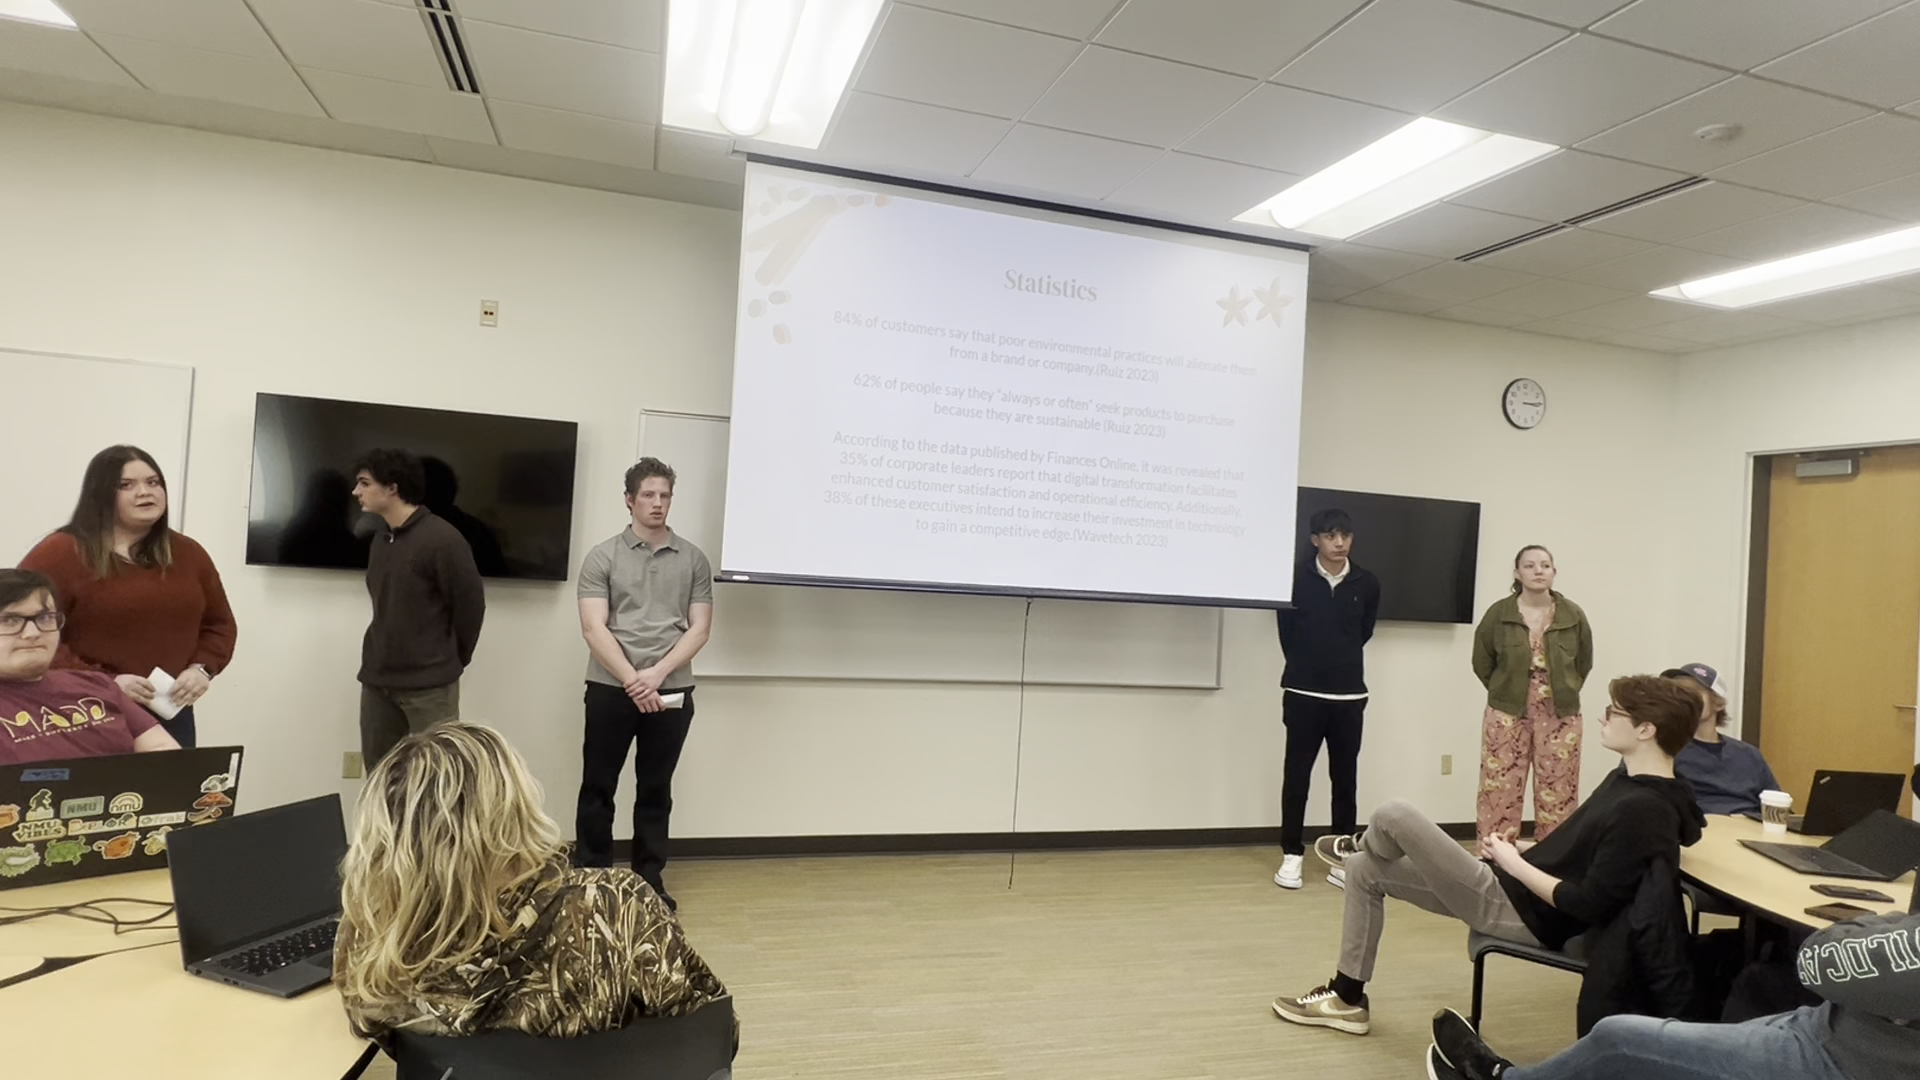 Statistics
84% of customers say that poor environmental practices will alienate them
from a brand or company.(Ruiz 2023)
62% of people say they "always or often" seek products to purchase
because they are sustainable (Ruiz 2023)
According to the data published by Finances Online, it was revealed that
35% of corporate leaders report that digital transformation facilitates
enhanced customer satisfaction and operational efficiency. Additionally,
38% of these executives intend to increase their investment in technology
to gain a competitive edge.(Wavetech 2023)
MADD
NMU
nmu
NMU
VIBES